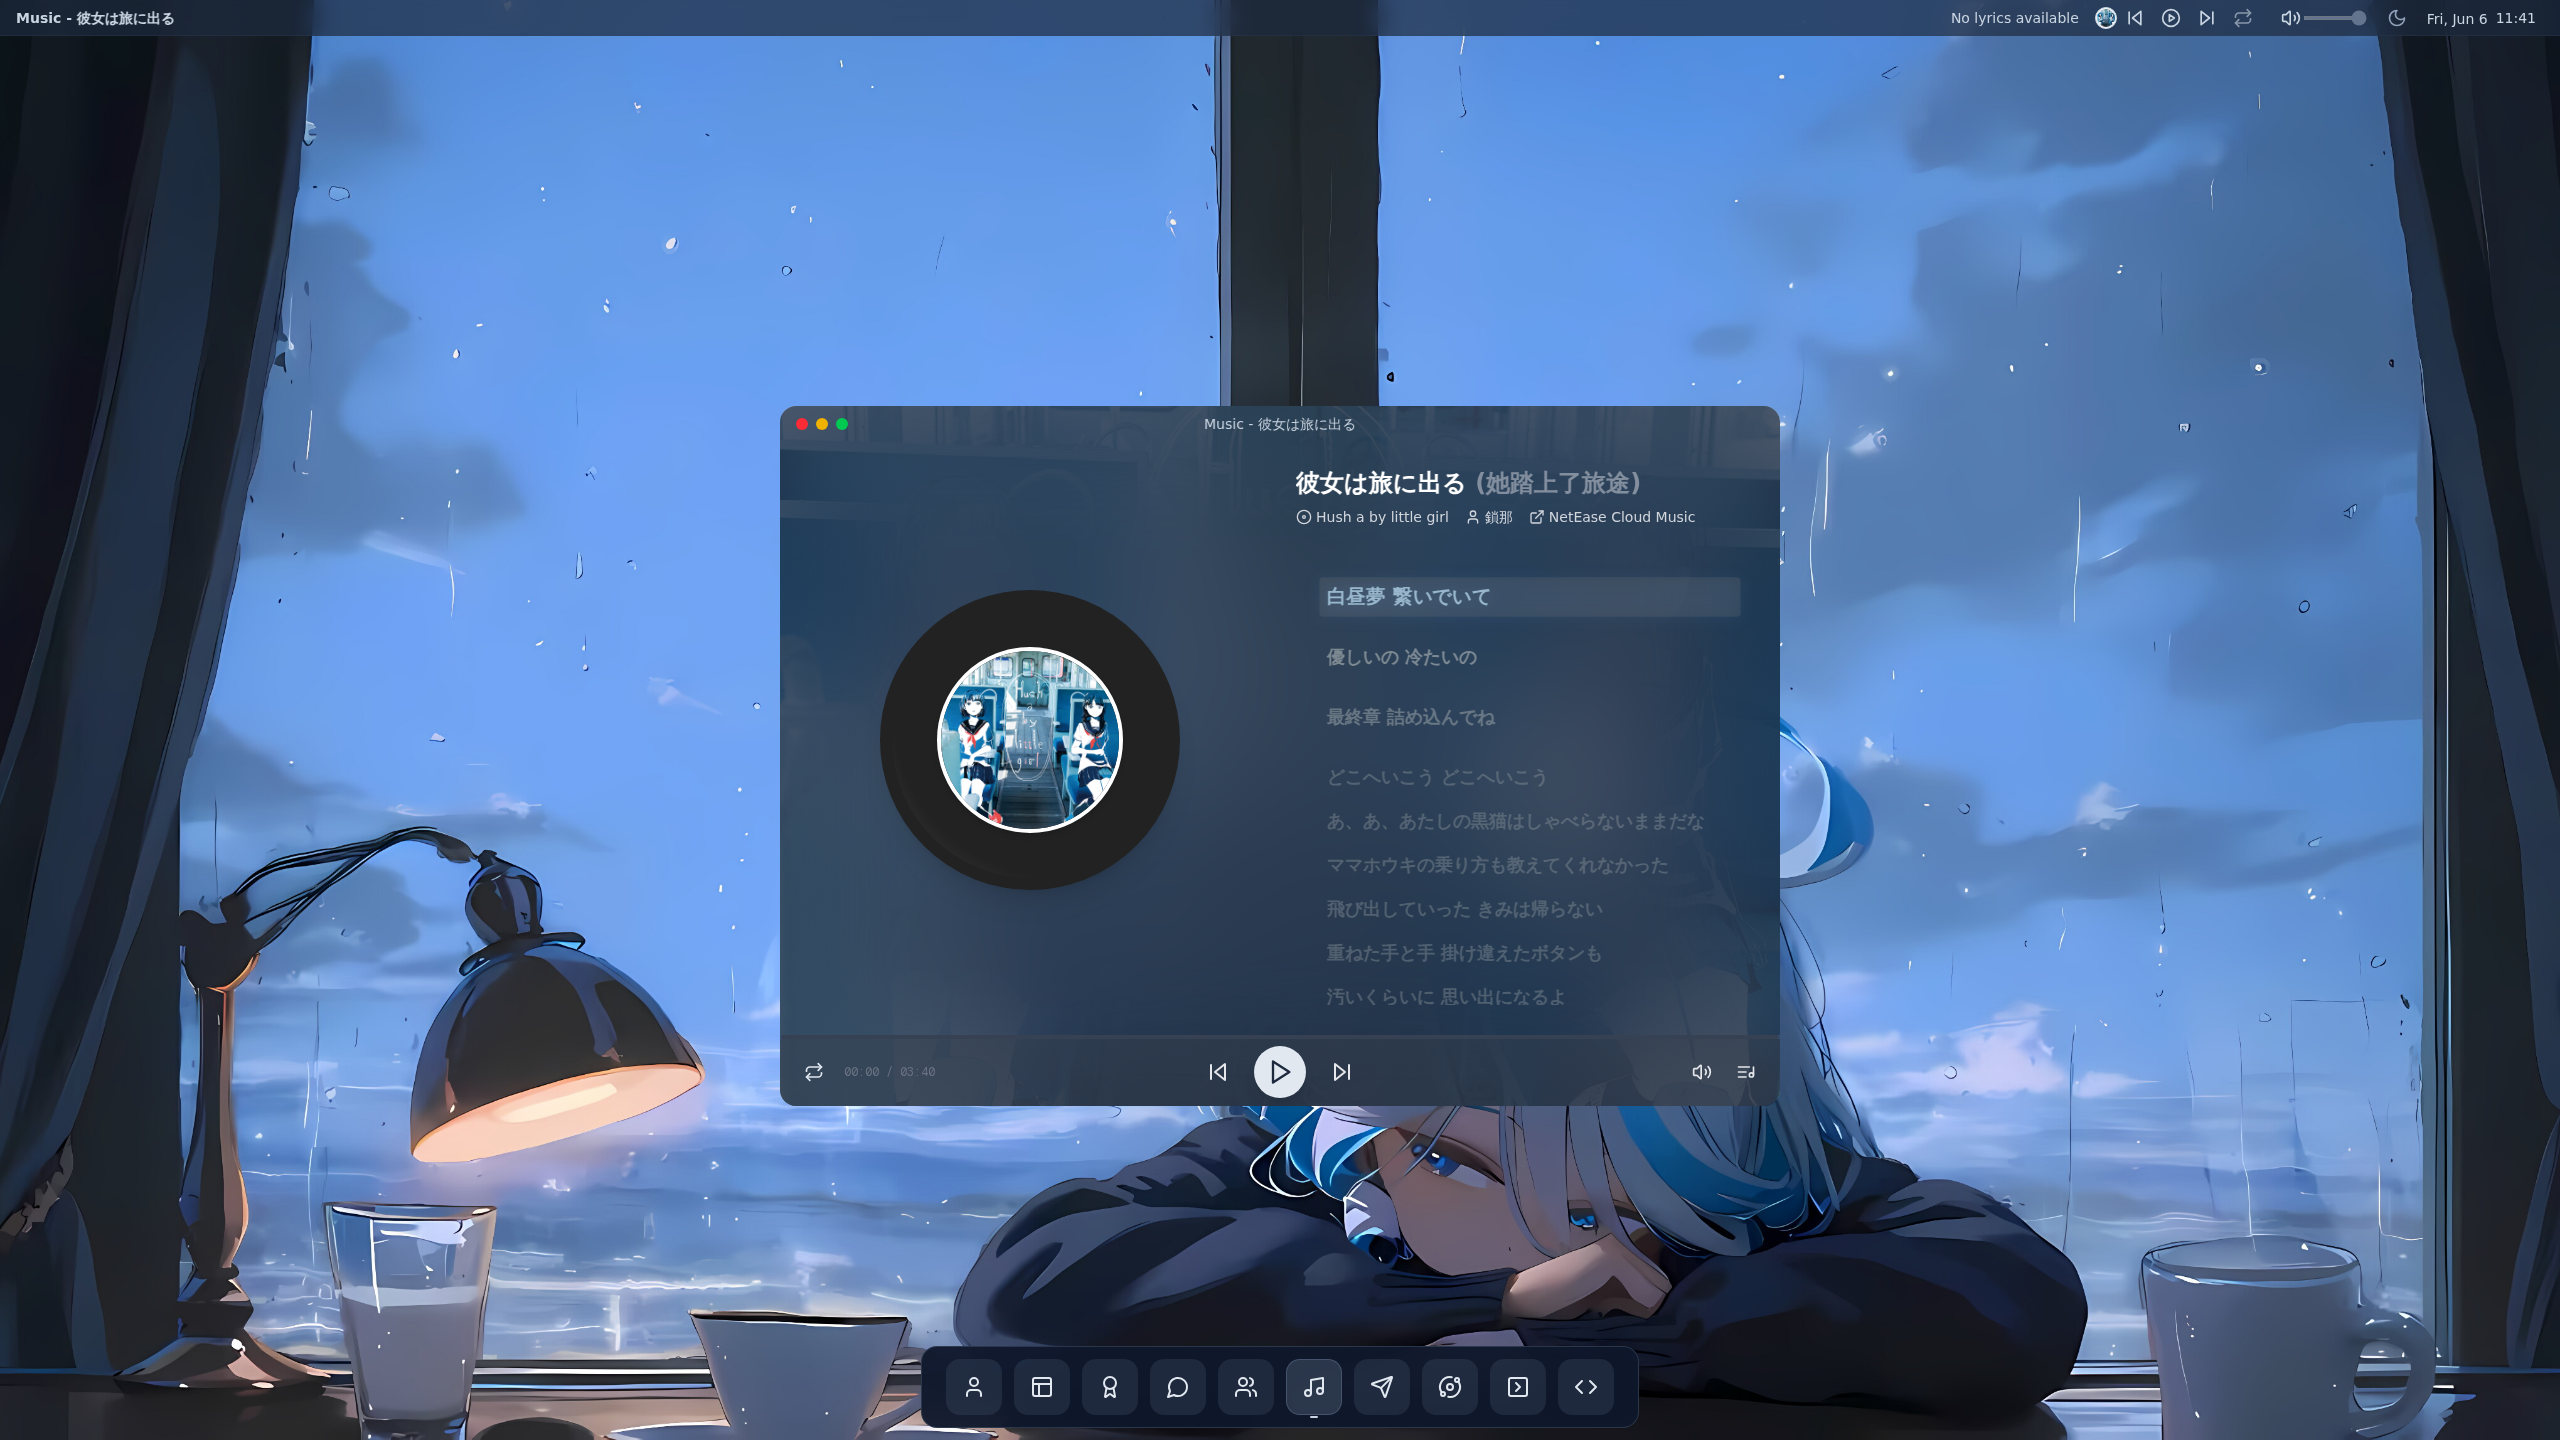 Music - 彼女は旅に出る
No lyrics available
Fri, Jun 6 11:41
Music - 彼女は旅に出る
彼女は旅に出る (她踏上了旅途)
Hush a by little girl 鎖那 NetEase Cloud Music
白昼夢 繋いでいて
優しいの 冷たいの
最終章 詰め込んでね
どこへいこう どこへいこう
あ、あ、あたしの黒猫はしゃべらないままだな
ママホウキの乗り方も教えてくれなかった
飛び出していった きみは帰らない
重ねた手と手 掛け違えたボタンも
汚いくらいに 思い出になるよ
Hush
a
by
little
girl
00:00 / 03:40